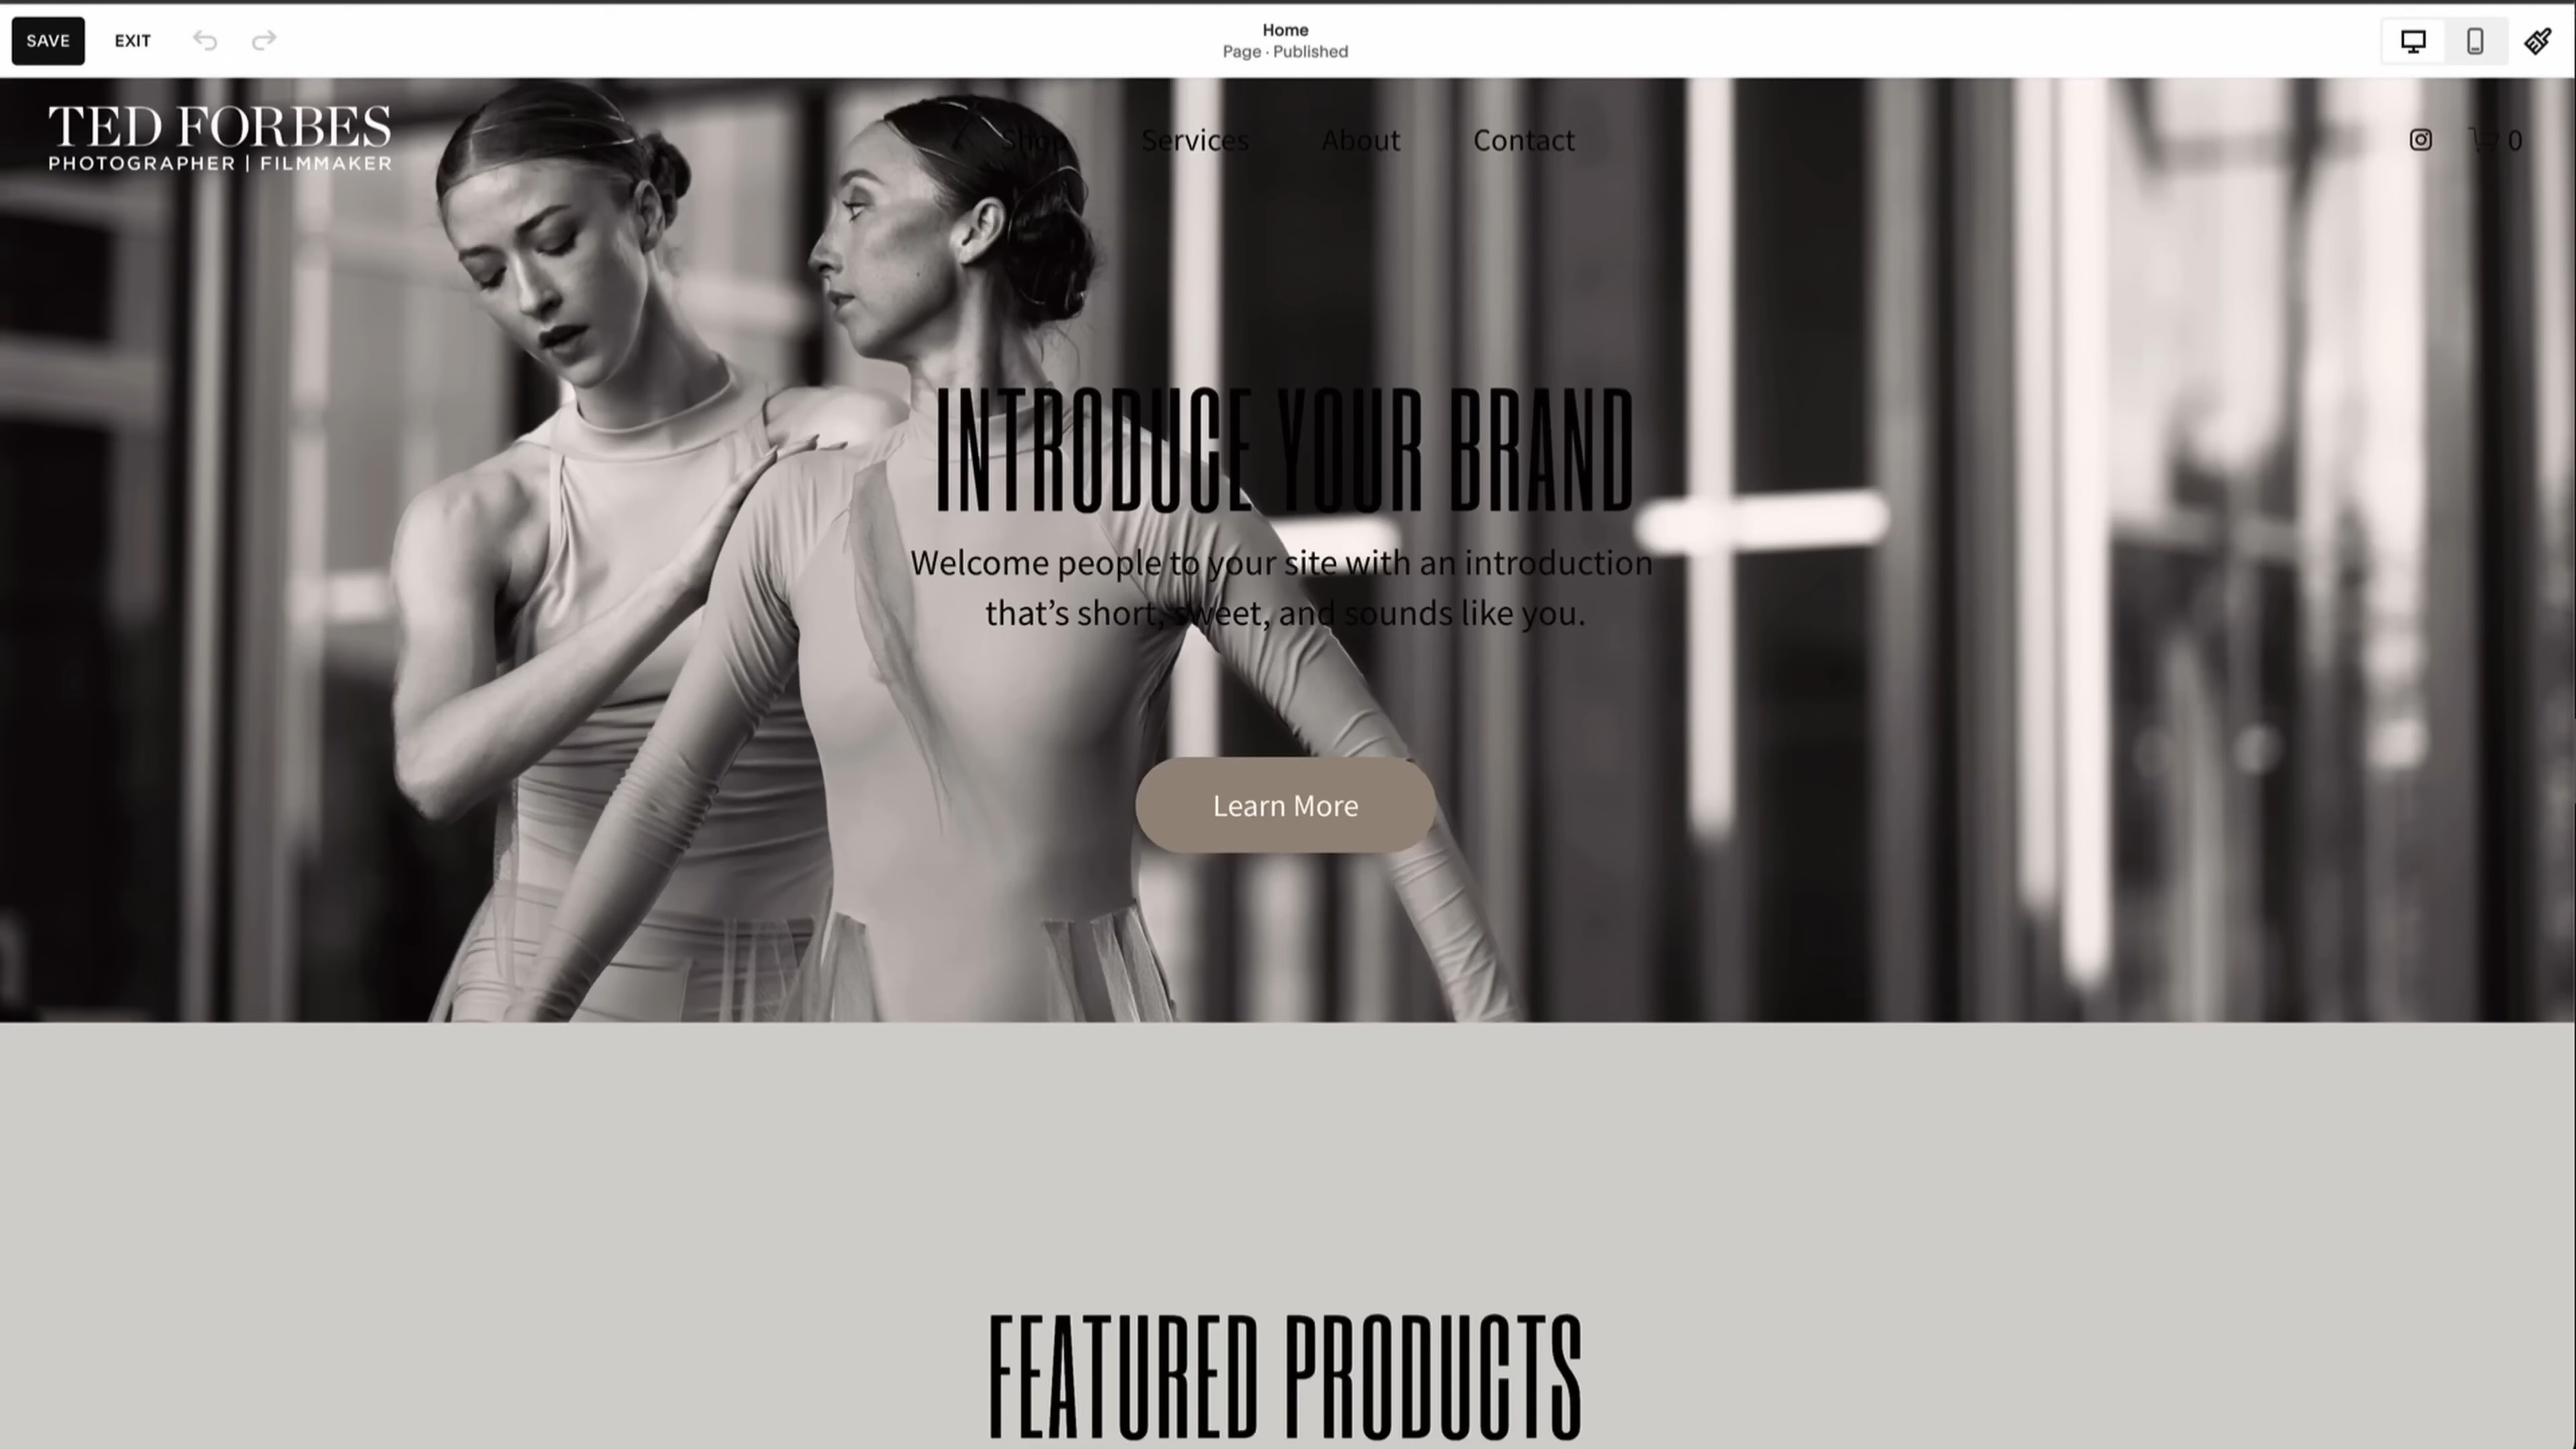 SAVE EXIT
Home
Page · Published
TED FORBES
PHOTOGRAPHER | FILMMAKER
Shop Services About Contact
0
INTRODUCE YOUR BRAND
Welcome people to your site with an introduction
that’s short, sweet, and sounds like you.
Learn More
FEATURED PRODUCTS